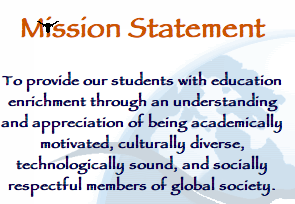 Mission Statement
To provide our students with education
enrichment through an understanding
and appreciation of being academically
motivated, culturally diverse,
technologically sound, and socially
respectful members of global society.